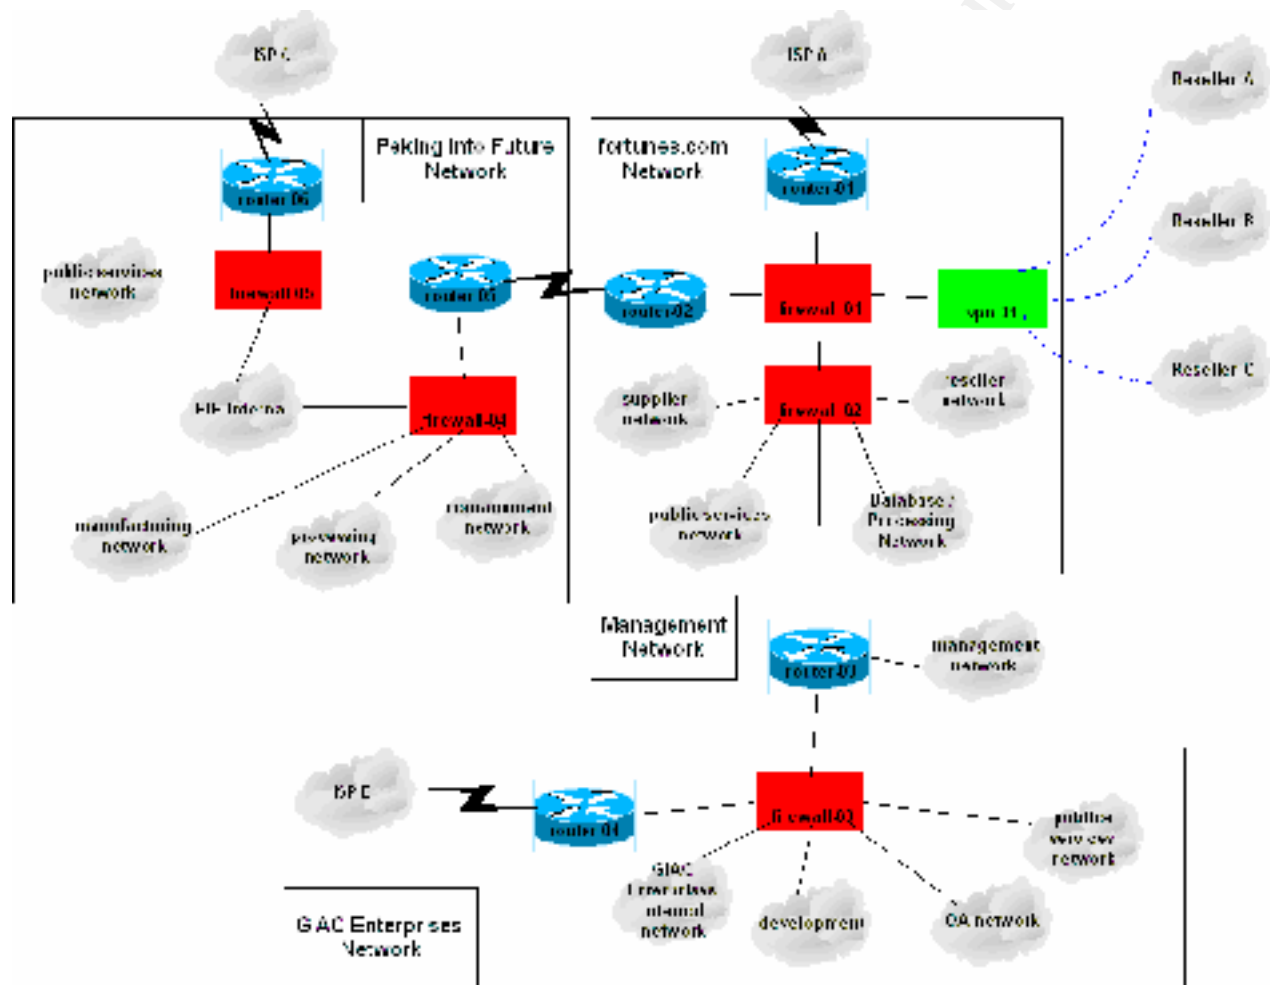 ISP C
ISP A
Reseller A
Peking Into Future
Network
fortunes.com
Network
router-06
router-01
Reseller B
public services
network
firewall-05
router-05
router-02
firewall-01
vpn-01
Reseller C
firewall-04
supplier
network
firewall-02
reseller
network
manufacturing
network
processing
network
management
network
public services
network
Database /
Processing
Network
Management
Network
router-03
management
network
ISP
router-04
firewall-03
network
GIAC
Enterprises
internal
network
development
QA network
GIAC Enterprises
Network